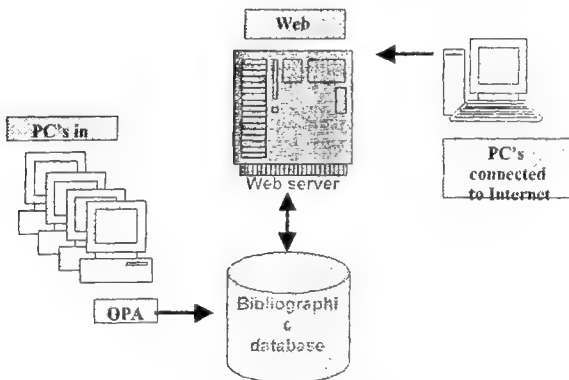 Web
PC's in
PC's
connected
to Internet
Web server
OPA
Bibliographi
c
database